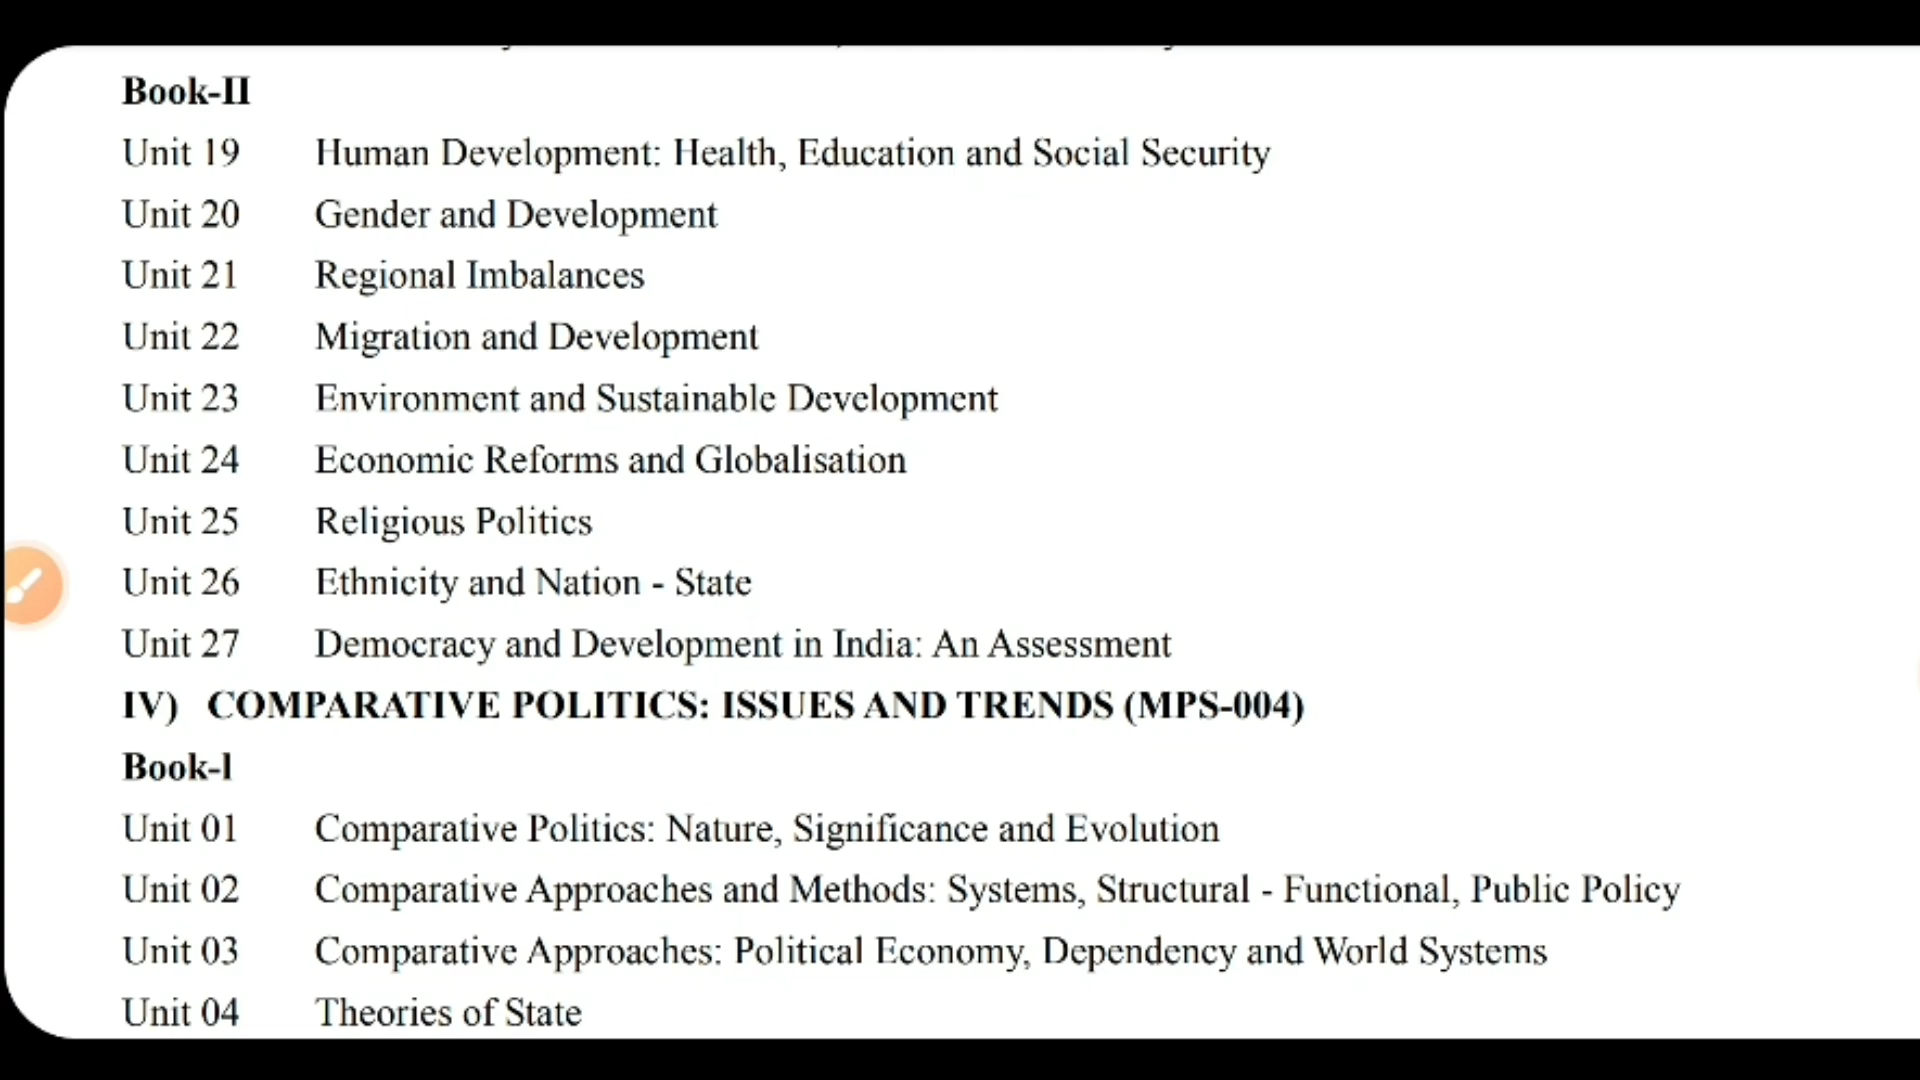 Book-II
Unit 19 Human Development: Health, Education and Social Security
Unit 20 Gender and Development
Unit 21 Regional Imbalances
Unit 22 Migration and Development
Unit 23 Environment and Sustainable Development
Unit 24 Economic Reforms and Globalisation
Unit 25 Religious Politics
Unit 26 Ethnicity and Nation - State
Unit 27 Democracy and Development in India: An Assessment
IV) COMPARATIVE POLITICS: ISSUES AND TRENDS (MPS-004)
Book-I
Unit 01 Comparative Politics: Nature, Significance and Evolution
Unit 02 Comparative Approaches and Methods: Systems, Structural - Functional, Public Policy
Unit 03 Comparative Approaches: Political Economy, Dependency and World Systems
Unit 04 Theories of State